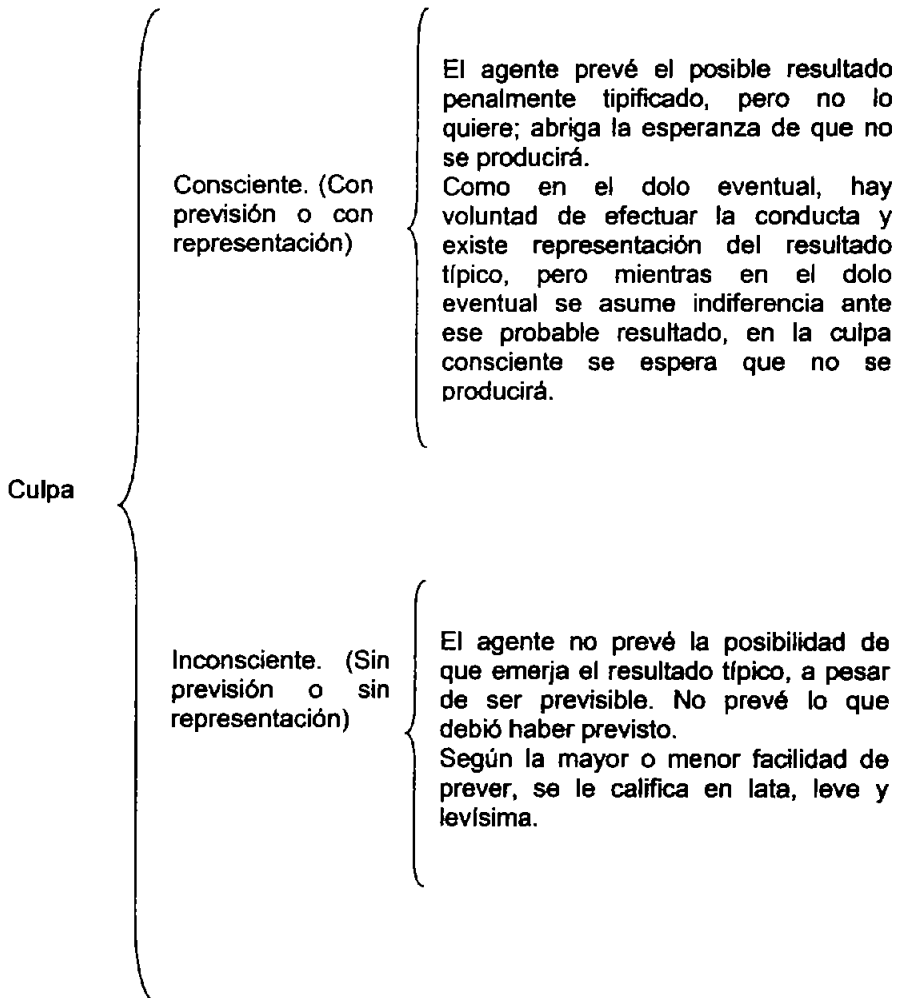 Culpa
Consciente. (Con
previsión o con
representación)
El agente prevé el posible resultado
penalmente tipificado, pero no lo
quiere; abriga la esperanza de que no
se producirá.
Como en el dolo eventual, hay
voluntad de efectuar la conducta y
existe representación del resultado
típico, pero mientras en el dolo
eventual se asume indiferencia ante
ese probable resultado, en la culpa
consciente se espera que no se
producirá.
Inconsciente. (Sin
previsión o sin
representación)
El agente no prevé la posibilidad de
que emerja el resultado típico, a pesar
de ser previsible. No prevé lo que
debió haber previsto.
Según la mayor o menor facilidad de
prever, se le califica en lata, leve y
levísima.